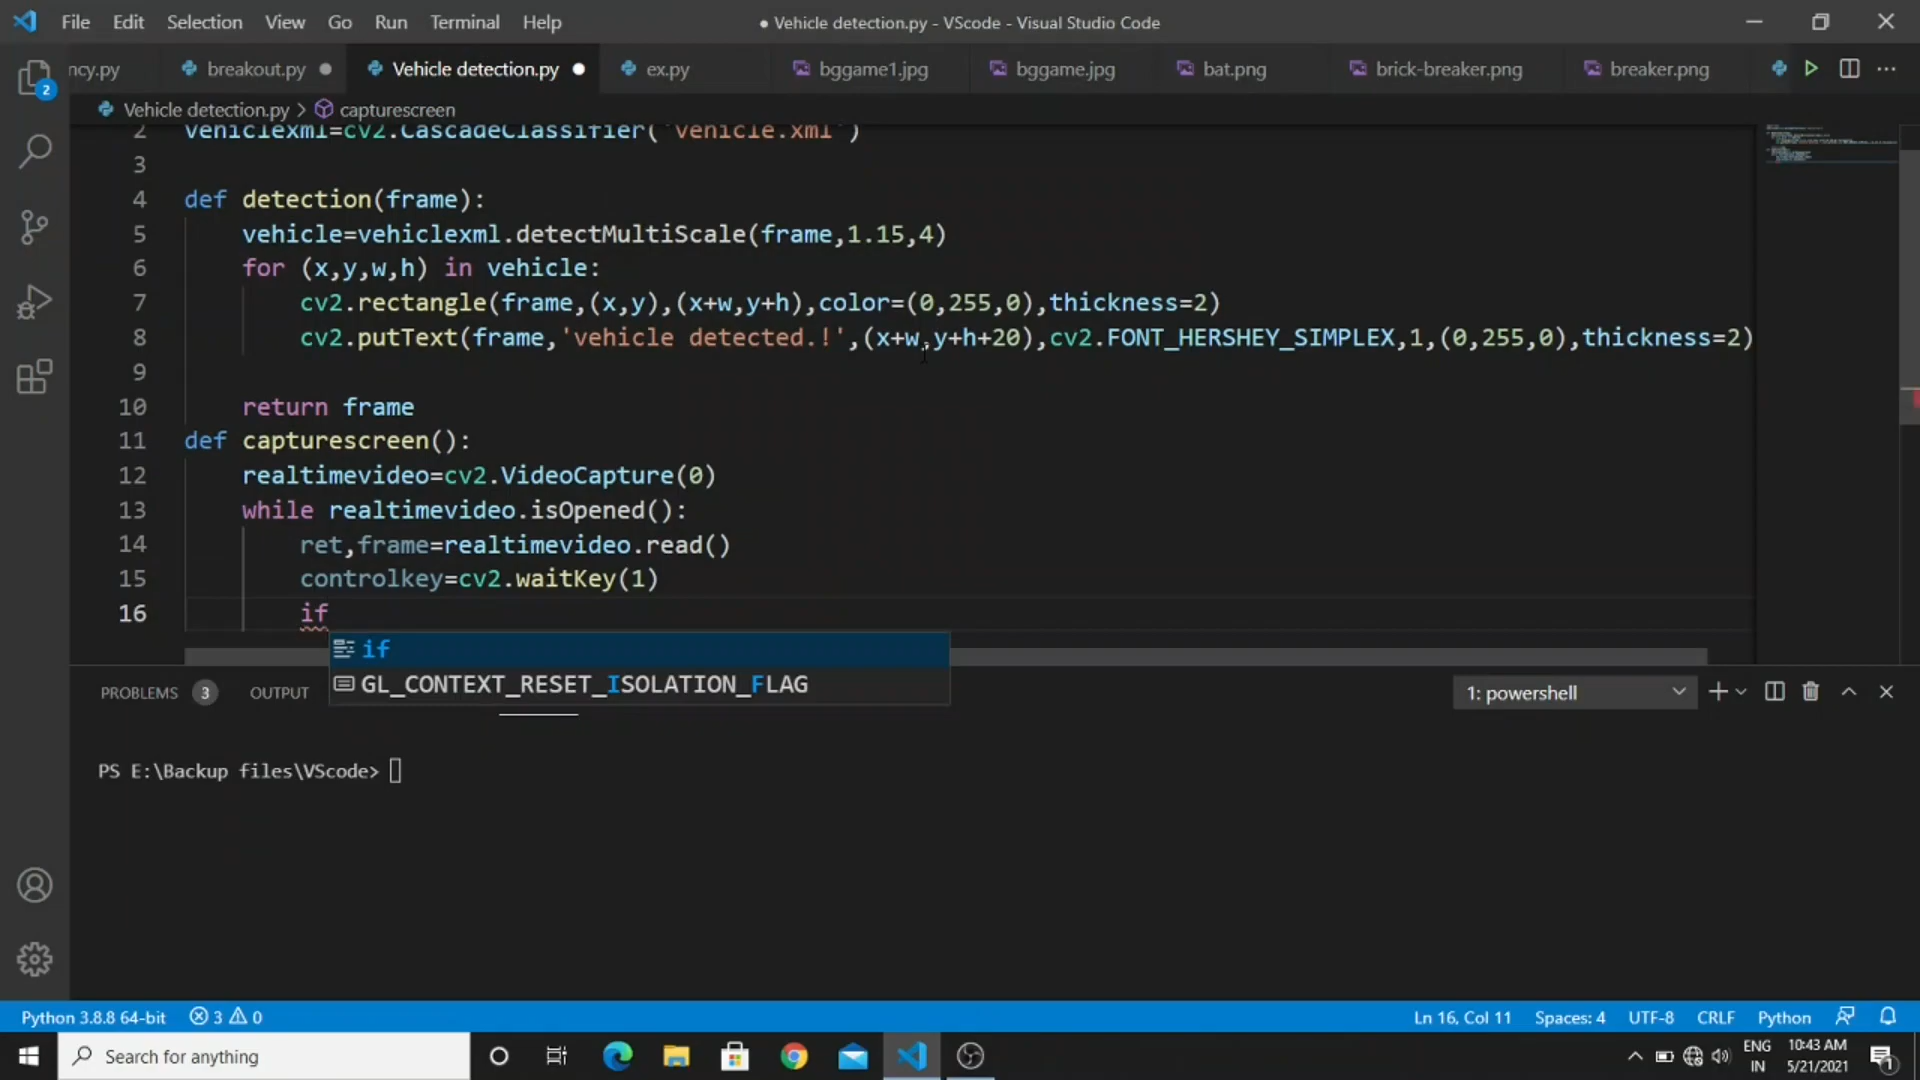 File Edit Selection View Go Run Terminal Help
● Vehicle detection.py - VScode - Visual Studio Code
ncy.py breakout.py Vehicle detection.py ex.py bggame1.jpg bggame.jpg bat.png brick-breaker.png breaker.png
2
Vehicle detection.py > capturescreen
2 vehiclexml=cv2.CascadeClassifier('vehicle.xml')
3
4 def detection(frame):
5 vehicle=vehiclexml.detectMultiScale(frame,1.15,4)
6 for (x,y,w,h) in vehicle:
7 cv2.rectangle(frame,(x,y),(x+w,y+h),color=(0,255,0),thickness=2)
8 cv2.putText(frame,'vehicle detected.!',(x+w,y+h+20),cv2.FONT_HERSHEY_SIMPLEX,1,(0,255,0),thickness=2)
9
10 return frame
11 def capturescreen():
12 realtimevideo=cv2.VideoCapture(0)
13 while realtimevideo.isOpened():
14 ret,frame=realtimevideo.read()
15 controlkey=cv2.waitKey(1)
16 if
if
GL_CONTEXT_RESET_ISOLATION_FLAG
PROBLEMS 3 OUTPUT
1: powershell
PS E:\Backup files\VScode>
Python 3.8.8 64-bit 3 0
Ln 16, Col 11 Spaces: 4 UTF-8 CRLF Python
Search for anything
ENG IN
10:43 AM
5/21/2021
1